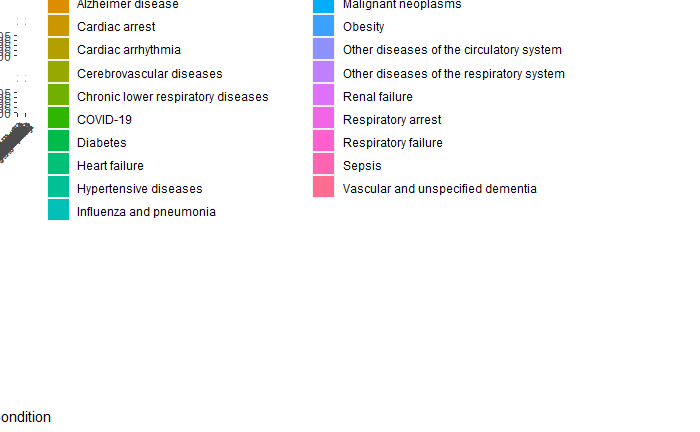 Alzheimer disease
Cardiac arrest
Cardiac arrhythmia
Cerebrovascular diseases
Chronic lower respiratory diseases
COVID-19
Diabetes
Heart failure
Hypertensive diseases
Influenza and pneumonia
Malignant neoplasms
Obesity
Other diseases of the circulatory system
Other diseases of the respiratory system
Renal failure
Respiratory arrest
Respiratory failure
Sepsis
Vascular and unspecified dementia
ondition